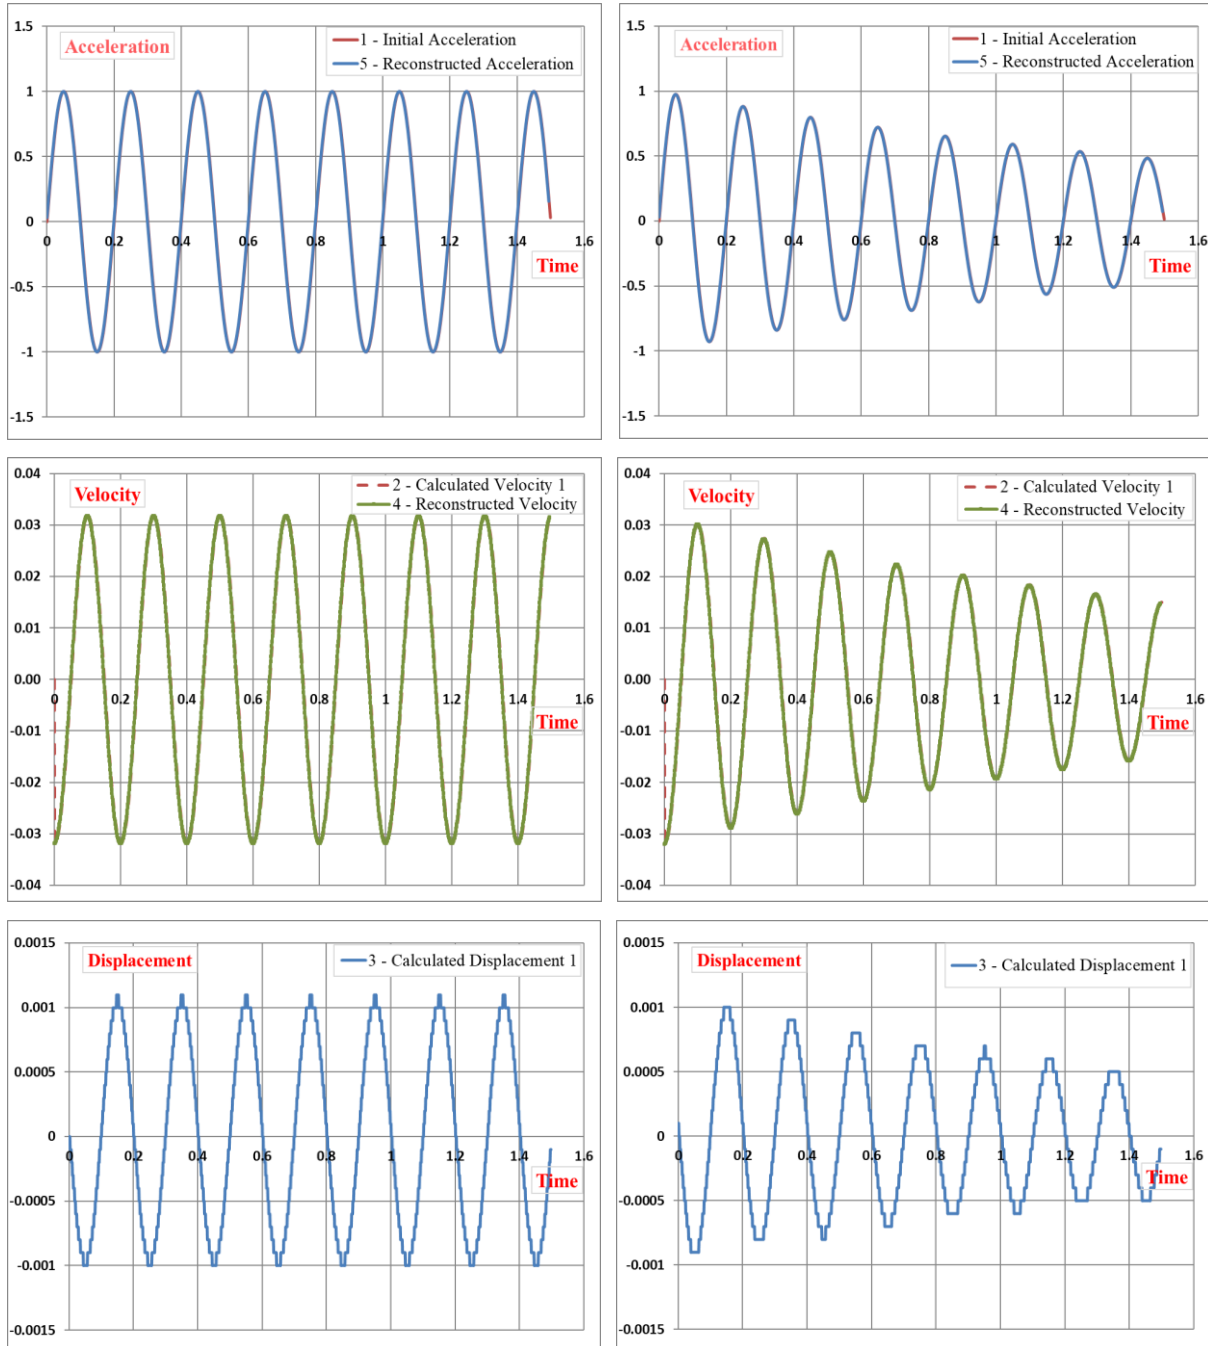 Acceleration
1 - Initial Acceleration
5 - Reconstructed Acceleration
1.5
1
0.5
0
-0.5
-1
-1.5
0 0.2 0.4 0.6 0.8 1 1.2 1.4 1.6
Time
Acceleration
1 - Initial Acceleration
5 - Reconstructed Acceleration
1.5
1
0.5
0
-0.5
-1
-1.5
0 0.2 0.4 0.6 0.8 1 1.2 1.4 1.6
Time
Velocity
2 - Calculated Velocity 1
4 - Reconstructed Velocity
0.04
0.03
0.02
0.01
0.00
-0.01
-0.02
-0.03
-0.04
0 0.2 0.4 0.6 0.8 1 1.2 1.4 1.6
Time
Velocity
2 - Calculated Velocity 1
4 - Reconstructed Velocity
0.04
0.03
0.02
0.01
0.00
-0.01
-0.02
-0.03
-0.04
0 0.2 0.4 0.6 0.8 1 1.2 1.4 1.6
Time
Displacement
3 - Calculated Displacement 1
0.0015
0.001
0.0005
0
-0.0005
-0.001
-0.0015
0 0.2 0.4 0.6 0.8 1 1.2 1.4 1.6
Time
Displacement
3 - Calculated Displacement 1
0.0015
0.001
0.0005
0
-0.0005
-0.001
-0.0015
0 0.2 0.4 0.6 0.8 1 1.2 1.4 1.6
Time